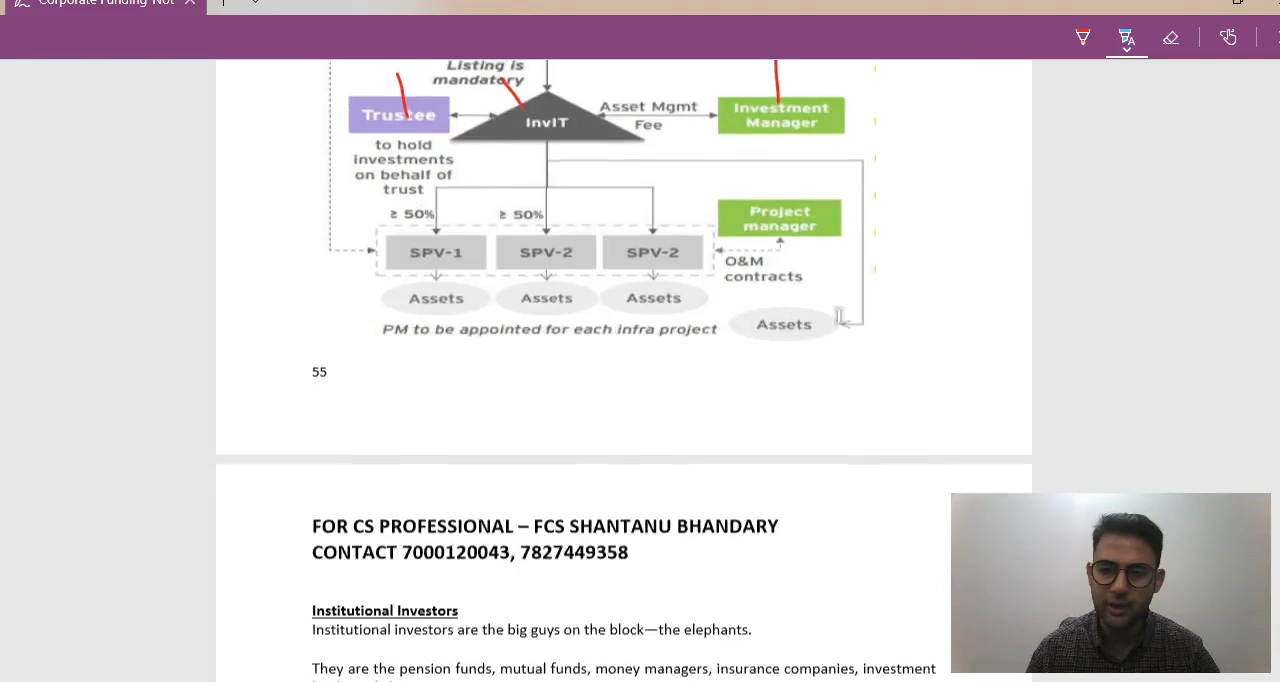 Corporate Funding-Not
Listing is
mandatory
Trustee
InvIT
Asset Mgmt
Fee
Investment
Manager
to hold
investments
on behalf of
trust
≥ 50%
≥ 50%
Project
manager
SPV-1
SPV-2
SPV-2
O&M
contracts
Assets
Assets
Assets
Assets
PM to be appointed for each infra project
55
FOR CS PROFESSIONAL – FCS SHANTANU BHANDARY
CONTACT 7000120043, 7827449358
Institutional Investors
Institutional investors are the big guys on the block—the elephants.
They are the pension funds, mutual funds, money managers, insurance companies, investment